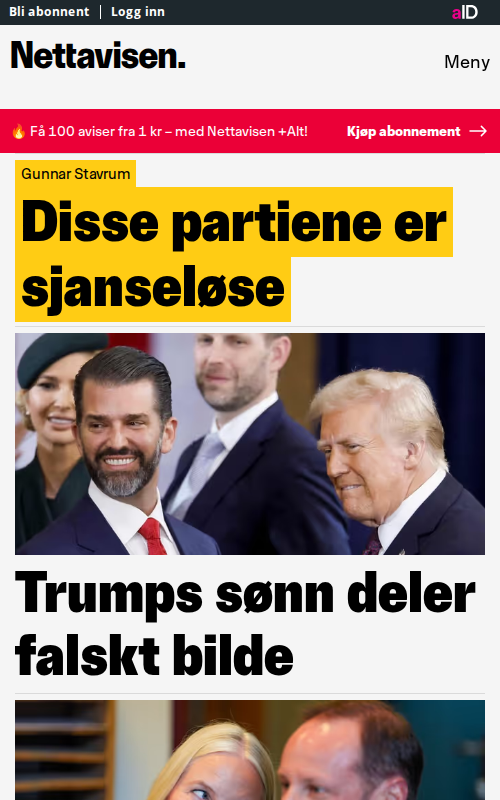 Bli abonnent | Logg inn
aID
Nettavisen.
Meny
🔥 Få 100 aviser fra 1 kr – med Nettavisen +Alt!
Kjøp abonnement →
Gunnar Stavrum
Disse partiene er
sjanseløse
Trumps sønn deler
falskt bilde